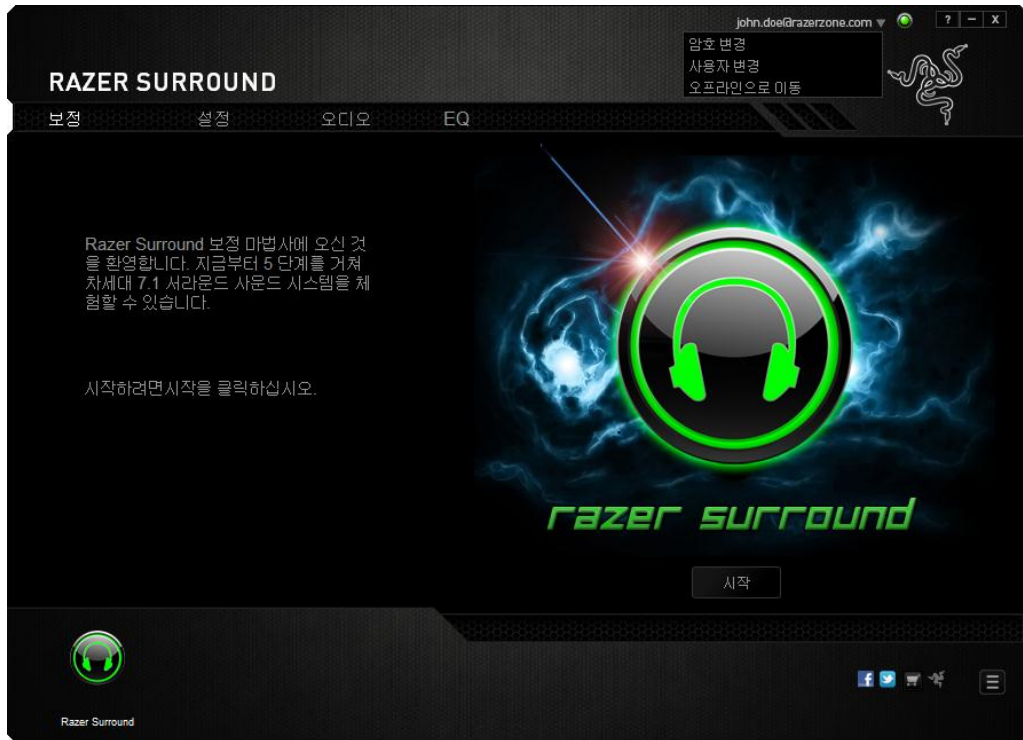 john.doe@razerzone.com
? – X
암호 변경
사용자 변경
오프라인으로 이동
RAZER SURROUND
보정 설정 오디오 EQ
Razer Surround 보정 마법사에 오신 것
을 환영합니다. 지금부터 5 단계를 거쳐
차세대 7.1 서라운드 사운드 시스템을 체
험할 수 있습니다.
시작하려면시작을 클릭하십시오.
razer surround
시작
Razer Surround